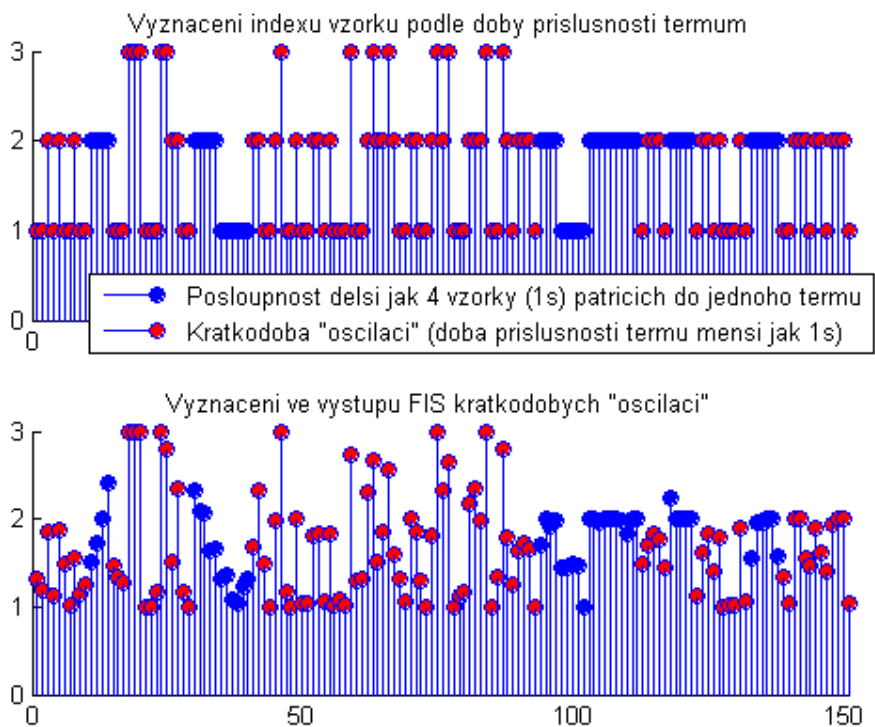 Vyznaceni indexu vzorku podle doby prislusnosti termum
3
2
1
0
0
Posloupnost delsi jak 4 vzorky (1s) patricich do jednoho termu
Kratkodoba "oscilaci" (doba prislusnosti termu mensi jak 1s)
Vyznaceni ve vystupu FIS kratkodobych "oscilaci"
3
2
1
0
0 50 100 150